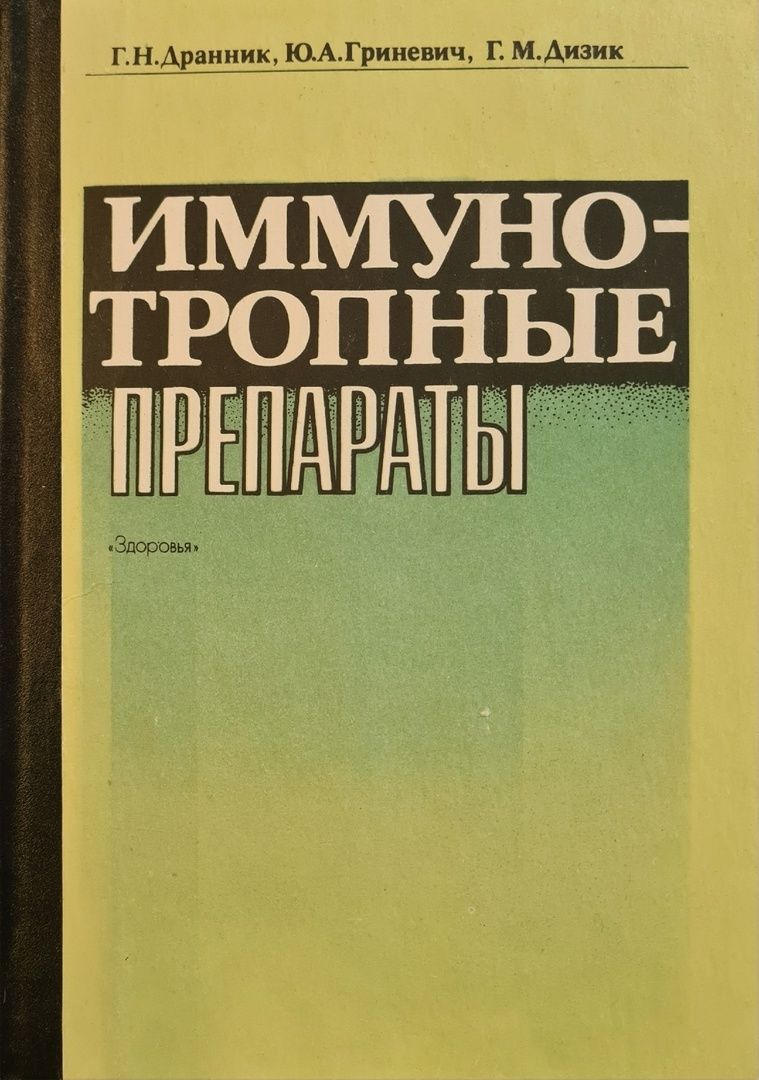 Г.Н.Дранник, Ю.А.Гриневич, Г.М.Дизик
ИММУНО-
ТРОПНЫЕ
ПРЕПАРАТЫ
«Здоровья»